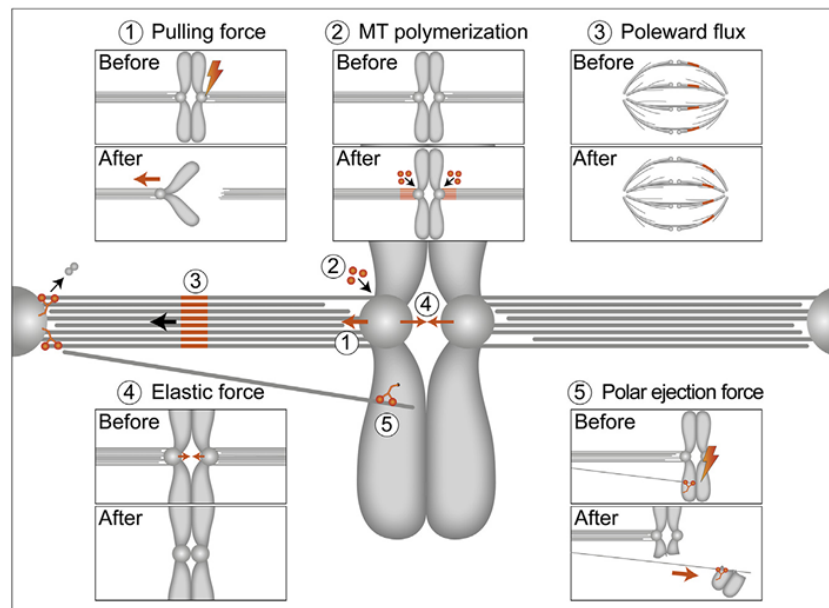 ① Pulling force
② MT polymerization
③ Poleward flux
Before
Before
Before
After
After
After
②
③
④
①
⑤
④ Elastic force
⑤ Polar ejection force
Before
Before
After
After